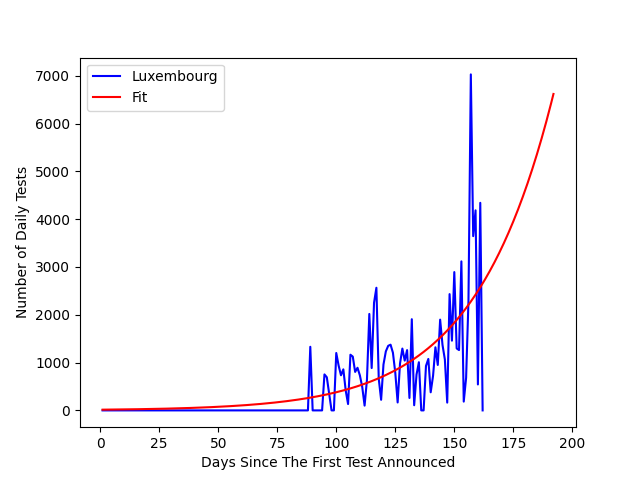 Luxembourg
Fit
7000
6000
5000
4000
3000
2000
1000
0
Number of Daily Tests
0 25 50 75 100 125 150 175 200
Days Since The First Test Announced